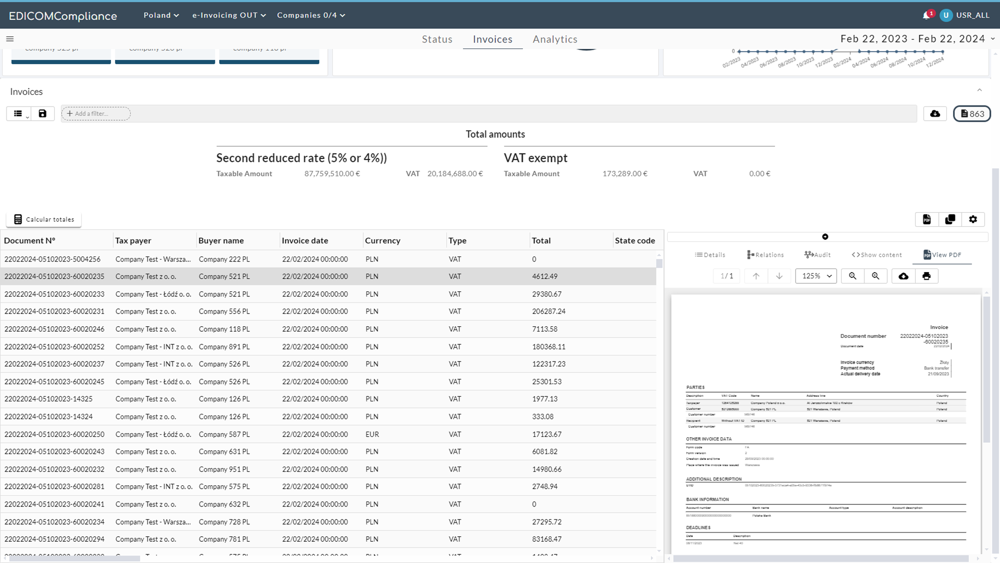 EDICOMCompliance
Poland
e-Invoicing OUT
Companies 0/4
1
U
USR_ALL
Status
Invoices
Analytics
Feb 22, 2023 - Feb 22, 2024
0
02/2023
04/2023
06/2023
08/2023
10/2023
12/2023
02/2024
04/2024
06/2024
08/2024
10/2024
12/2024
Invoices
+ Add a filter...
863
Total amounts
Second reduced rate (5% or 4%))
VAT exempt
Taxable Amount 87,759,510.00 € VAT 20,184,688.00 €
Taxable Amount 173,289.00 € VAT 0.00 €
Calcular totales
Document Nº Tax payer Buyer name Invoice date Currency Type Total State code
22022024-05102023-5004256 Company Test - Warsza... Company 222 PL 22/02/2024 00:00:00 PLN VAT 0
22022024-05102023-60020235 Company Test z o. o. Company 521 PL 22/02/2024 00:00:00 PLN VAT 4612.49
22022024-05102023-60020233 Company Test - Łódź o. o. Company 521 PL 22/02/2024 00:00:00 PLN VAT 29380.67
22022024-05102023-60020231 Company Test z o. o. Company 556 PL 22/02/2024 00:00:00 PLN VAT 206287.24
22022024-05102023-60020246 Company Test z o. o. Company 118 PL 22/02/2024 00:00:00 PLN VAT 7113.58
22022024-05102023-60020252 Company Test - INT z o. o. Company 891 PL 22/02/2024 00:00:00 PLN VAT 180368.11
22022024-05102023-60020237 Company Test - INT z o. o. Company 526 PL 22/02/2024 00:00:00 PLN VAT 122317.23
22022024-05102023-60020245 Company Test - Łódź o. o. Company 526 PL 22/02/2024 00:00:00 PLN VAT 25301.53
22022024-05102023-14325 Company Test z o. o. Company 126 PL 22/02/2024 00:00:00 PLN VAT 1977.13
22022024-05102023-14324 Company Test z o. o. Company 126 PL 22/02/2024 00:00:00 PLN VAT 333.08
22022024-05102023-60020250 Company Test - Łódź o. o. Company 587 PL 22/02/2024 00:00:00 EUR VAT 17123.67
22022024-05102023-60020243 Company Test z o. o. Company 631 PL 22/02/2024 00:00:00 PLN VAT 6081.82
22022024-05102023-60020232 Company Test z o. o. Company 951 PL 22/02/2024 00:00:00 PLN VAT 14980.66
22022024-05102023-60020281 Company Test - INT z o. o. Company 575 PL 22/02/2024 00:00:00 PLN VAT 2748.94
22022024-05102023-60020241 Company Test z o. o. Company 632 PL 22/02/2024 00:00:00 PLN VAT 0
22022024-05102023-60020234 Company Test - Warsza... Company 728 PL 22/02/2024 00:00:00 PLN VAT 27295.72
22022024-05102023-60020294 Company Test z o. o. Company 781 PL 22/02/2024 00:00:00 PLN VAT 83168.47
Details
Relations
Audit
Show content
View PDF
1 / 1
125%
Invoice
Document number 22022024-05102023
-60020235
Document date 22/02/2024
Invoice currency Złoty
Payment method Bank transfer
Actual delivery date 21/09/2023
PARTIES
Description VAT Code Name Address line Country
Taxpayer Company Poland z o.o. Poland
Customer Company 521 PL 521 Warszawa, Poland Poland
Customer number
Recipient Without VAT ID Company 521 PL 521 Warszawa, Poland Poland
Customer number
OTHER INVOICE DATA
Form code FA
Form version 2
Creation date and time 29/09/2023 00:00:00
Place where the invoice was issued Warszawa
ADDITIONAL DESCRIPTION
BANK INFORMATION
Account number Bank name Account type Account description
Polska Bank
DEADLINES
Date Description
08/11/2023